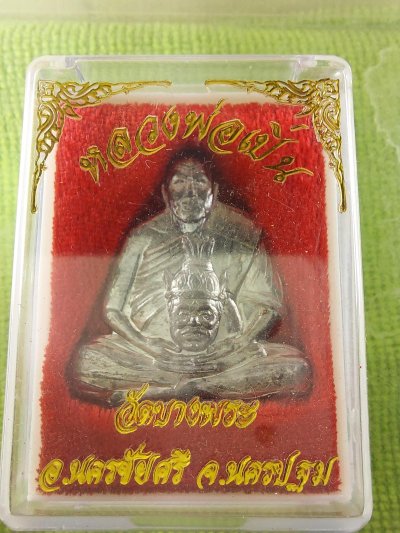 หลวงพ่อเปิ่น
วัดบางพระ
อ.นครชัยศรี จ.นครปฐม